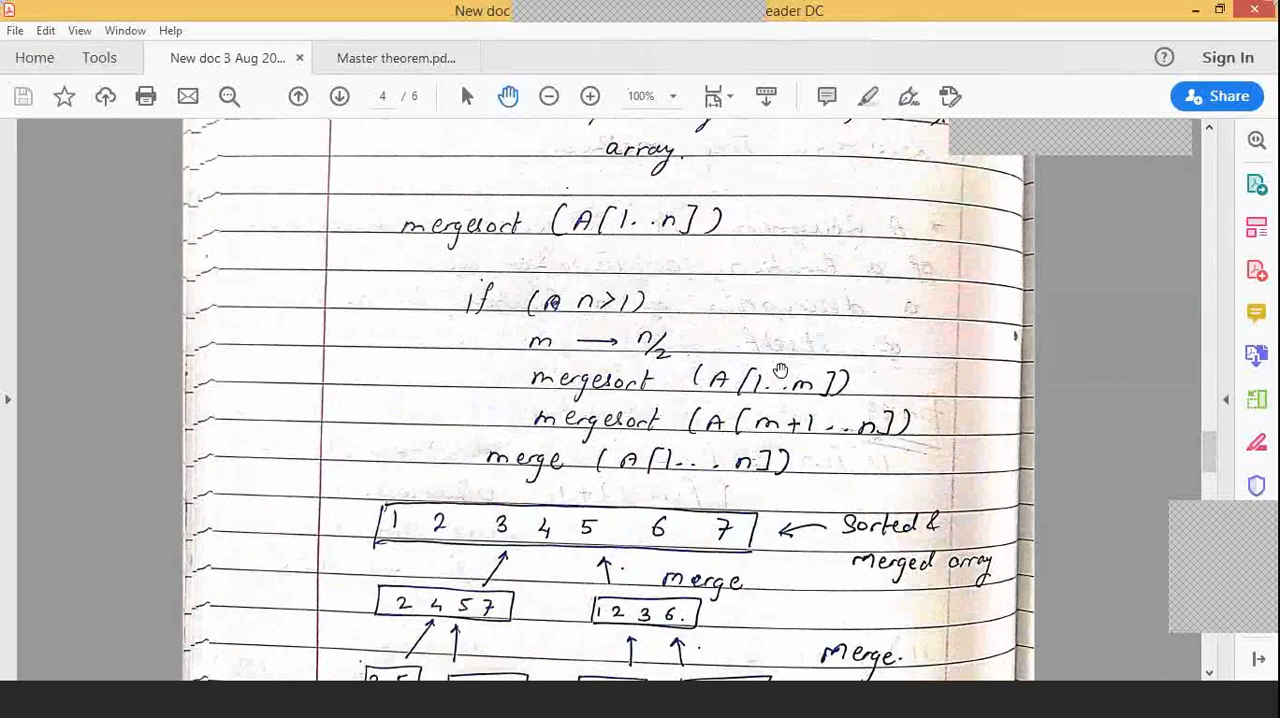 New doc eader DC
File Edit View Window Help
Home Tools New doc 3 Aug 20... × Master theorem.pd... ? Sign In
4 / 6 100% Share
array.
mergesort (A[1..n])
if (A n>1)
m → n/2
mergesort (A[1..m])
mergesort (A[m+1...n])
merge (A[1... n])
1 2 3 4 5 6 7 ← Sorted &
Merged array
merge
2 4 5 7 1 2 3 6.
Merge.
2 5